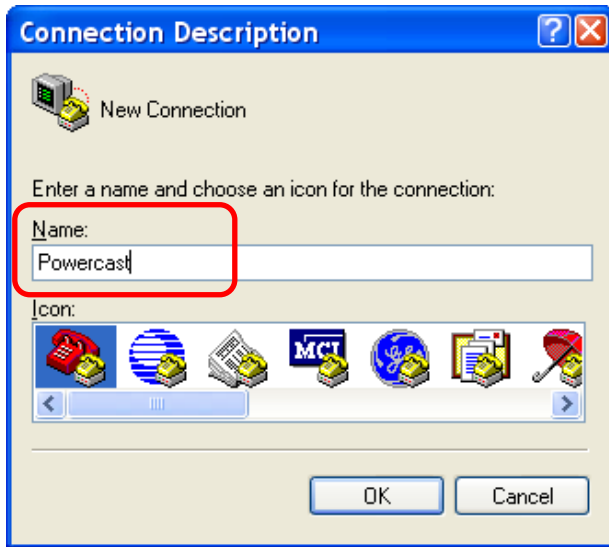 Connection Description
New Connection
Enter a name and choose an icon for the connection:
Name:
Powercast
Icon:
MCI
OK Cancel